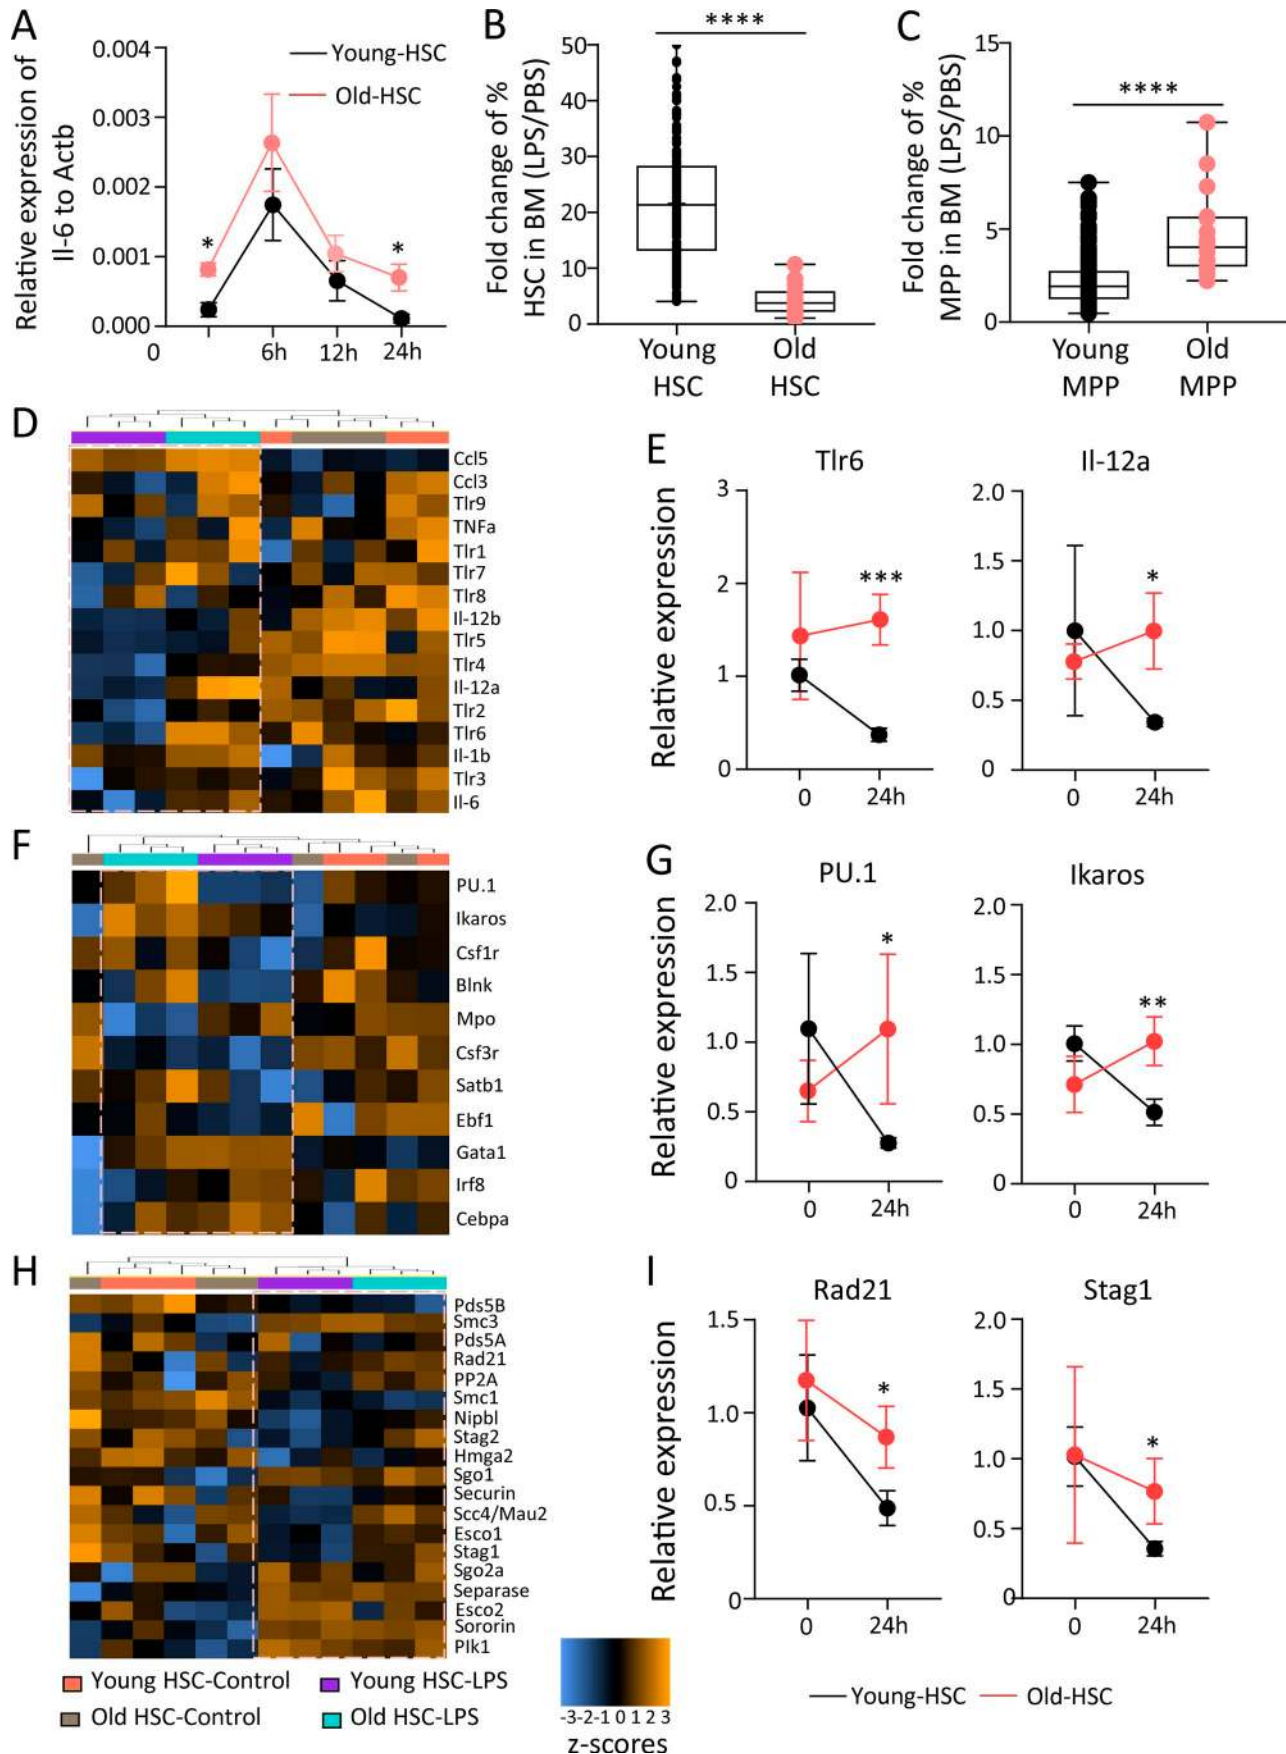 A
Relative expression of
Il-6 to Actb
0.004
0.003
0.002
0.001
0.000
0
6h
12h
24h
Young-HSC
Old-HSC
*
*
B
Fold change of %
HSC in BM (LPS/PBS)
50
40
30
20
10
0
****
Young
HSC
Old
HSC
C
Fold change of %
MPP in BM (LPS/PBS)
15
10
5
0
****
Young
MPP
Old
MPP
D
Ccl5
Ccl3
Tlr9
TNFa
Tlr1
Tlr7
Tlr8
Il-12b
Tlr5
Tlr4
Il-12a
Tlr2
Tlr6
Il-1b
Tlr3
Il-6
E
Relative expression
Tlr6
3
2
1
0
***
0
24h
Il-12a
2.0
1.5
1.0
0.5
0
*
0
24h
F
PU.1
Ikaros
Csf1r
Blnk
Mpo
Csf3r
Satb1
Ebf1
Gata1
Irf8
Cebpa
G
Relative expression
PU.1
2.0
1.5
1.0
0.5
0
*
0
24h
Ikaros
2.0
1.5
1.0
0.5
0
**
0
24h
H
Pds5B
Smc3
Pds5A
Rad21
PP2A
Smc1
Nipbl
Stag2
Hmga2
Sgo1
Securin
Scc4/Mau2
Esco1
Stag1
Sgo2a
Separase
Esco2
Sororin
Plk1
I
Relative expression
Rad21
1.5
1.0
0.5
0
*
0
24h
Stag1
2.0
1.5
1.0
0.5
0
*
0
24h
Young HSC-Control
Young HSC-LPS
Old HSC-Control
Old HSC-LPS
-3-2-1 0 1 2 3
z-scores
Young-HSC
Old-HSC